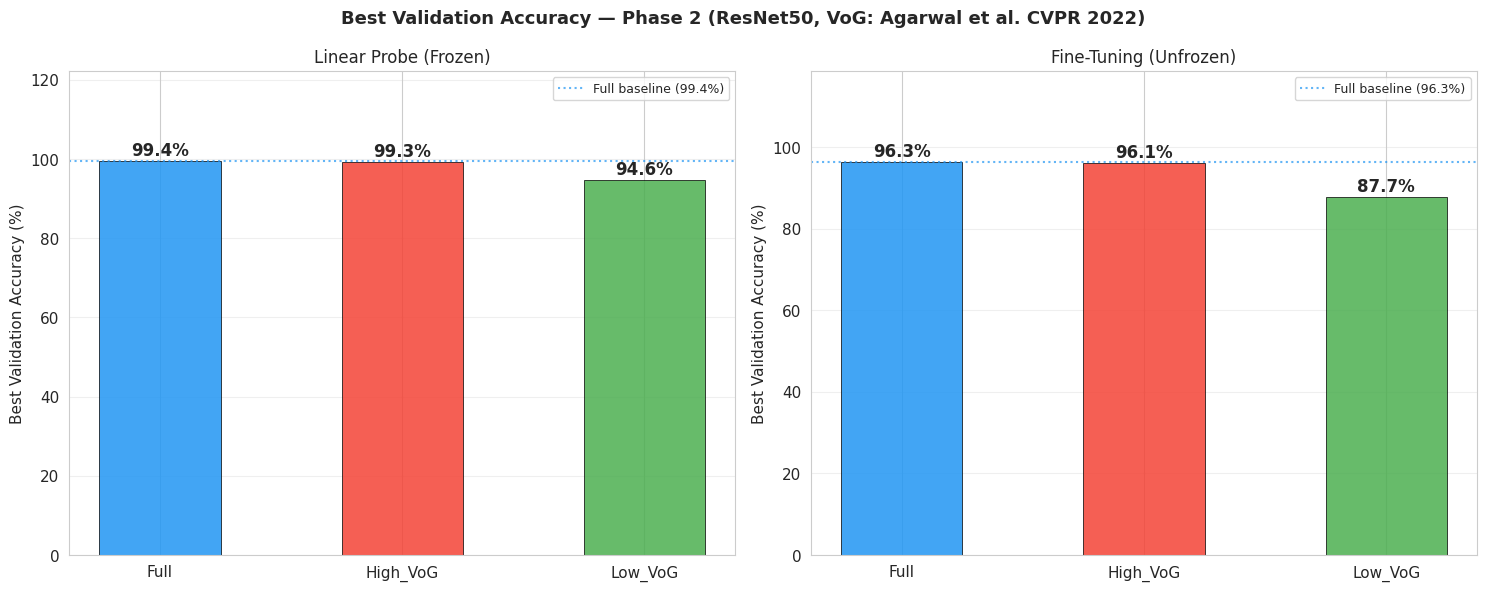 Best Validation Accuracy — Phase 2 (ResNet50, VoG: Agarwal et al. CVPR 2022)
Linear Probe (Frozen)
Full baseline (99.4%)
Best Validation Accuracy (%)
120
100
80
60
40
20
0
99.4%
99.3%
94.6%
Full
High_VoG
Low_VoG
Fine-Tuning (Unfrozen)
Full baseline (96.3%)
Best Validation Accuracy (%)
100
80
60
40
20
0
96.3%
96.1%
87.7%
Full
High_VoG
Low_VoG